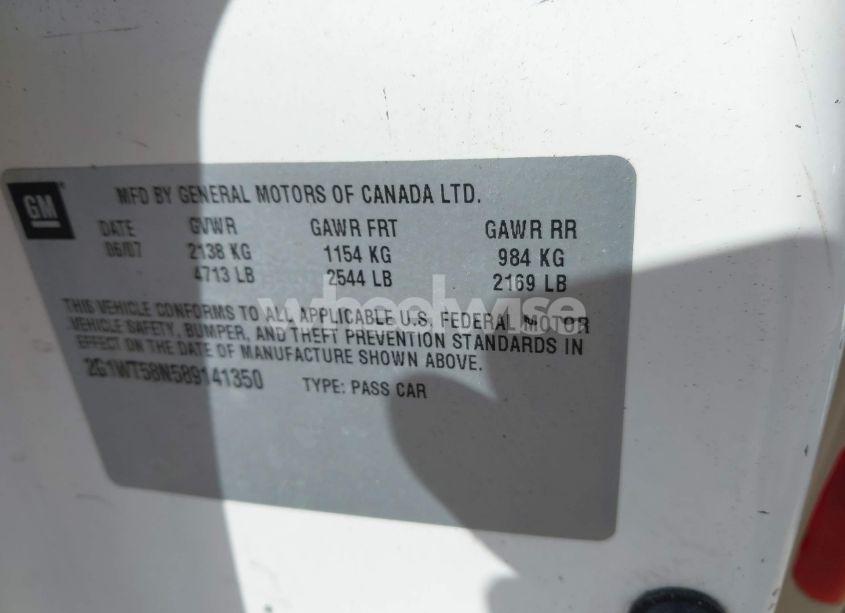 GM
MFD BY GENERAL MOTORS OF CANADA LTD.
DATE GVWR GAWR FRT GAWR RR
06/07 2138 KG 1154 KG 984 KG
4713 LB 2544 LB 2169 LB
wheelwise
THIS VEHICLE CONFORMS TO ALL APPLICABLE U.S. FEDERAL MOTOR
VEHICLE SAFETY, BUMPER, AND THEFT PREVENTION STANDARDS IN
EFFECT ON THE DATE OF MANUFACTURE SHOWN ABOVE.
2G1WT58N589141350 TYPE: PASS CAR